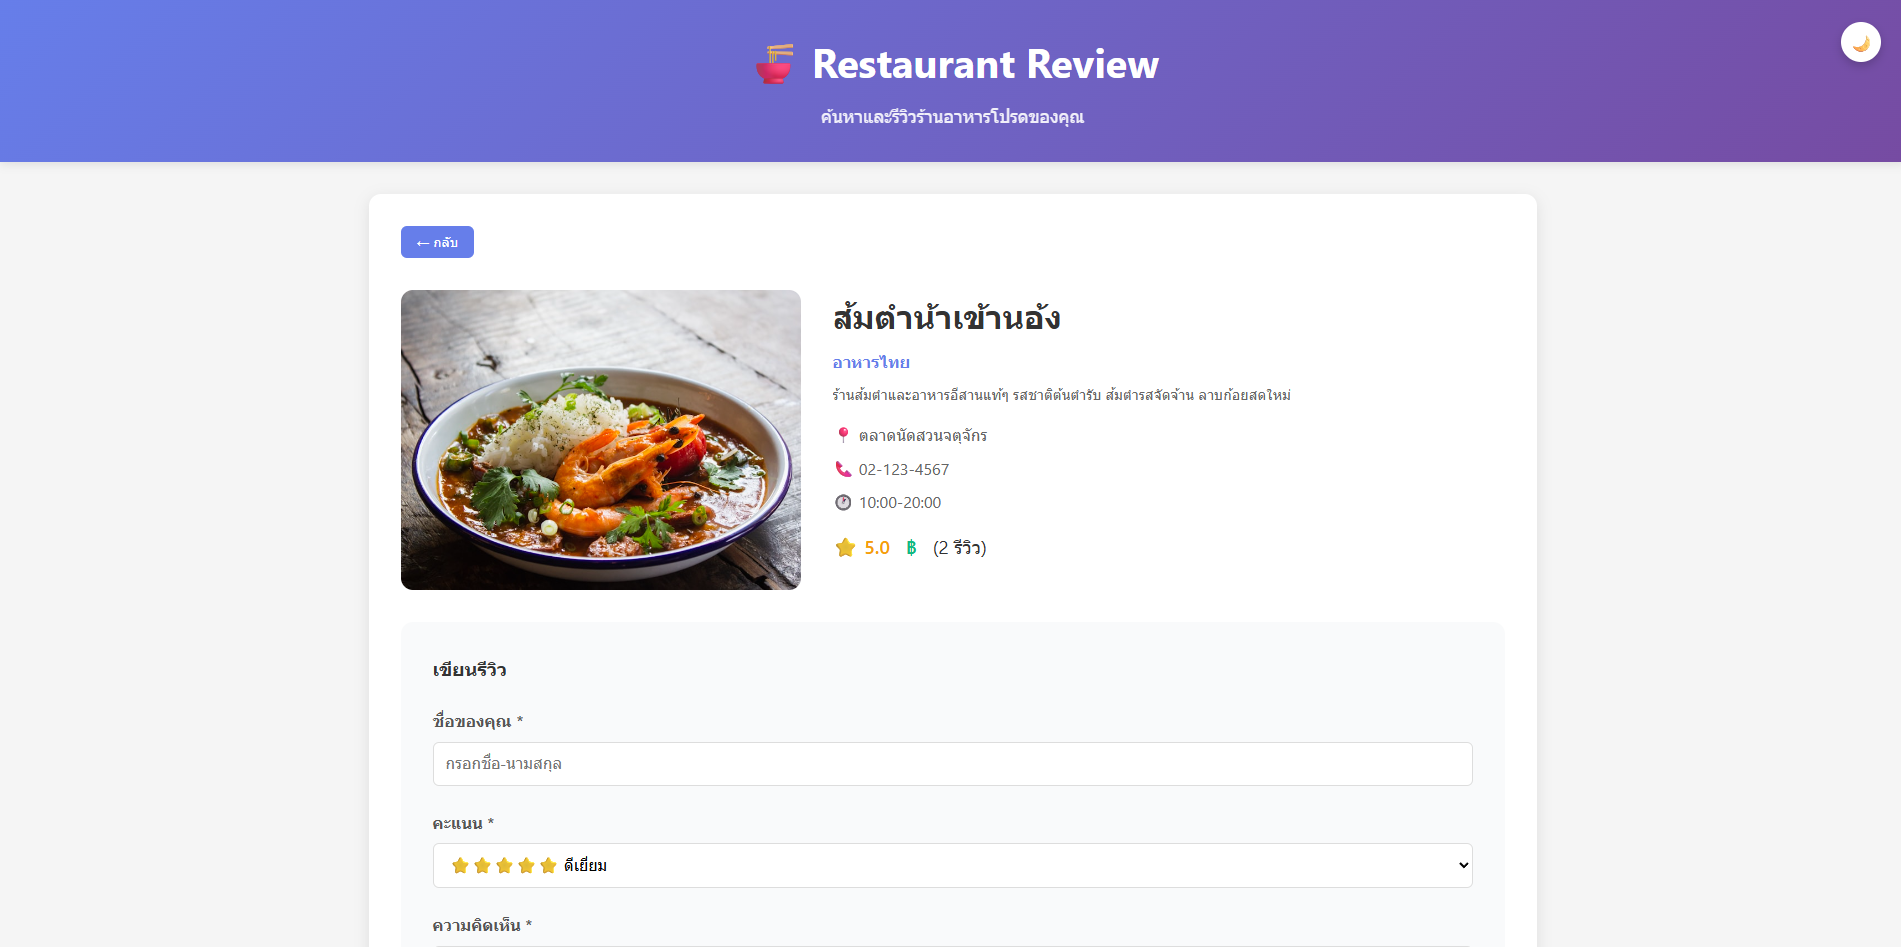 Restaurant Review
ค้นหาและรีวิวร้านอาหารโปรดของคุณ
← กลับ
ส้มตำน้าเข้านอ้ง
อาหารไทย
ร้านส้มตำและอาหารอีสานแท้ๆ รสชาติต้นตำรับ ส้มตำรสจัดจ้าน ลาบก้อยสดใหม่
ตลาดนัดสวนจตุจักร
02-123-4567
10:00-20:00
5.0 ฿ (2 รีวิว)
เขียนรีวิว
ชื่อของคุณ *
กรอกชื่อ-นามสกุล
คะแนน *
ดีเยี่ยม
ความคิดเห็น *